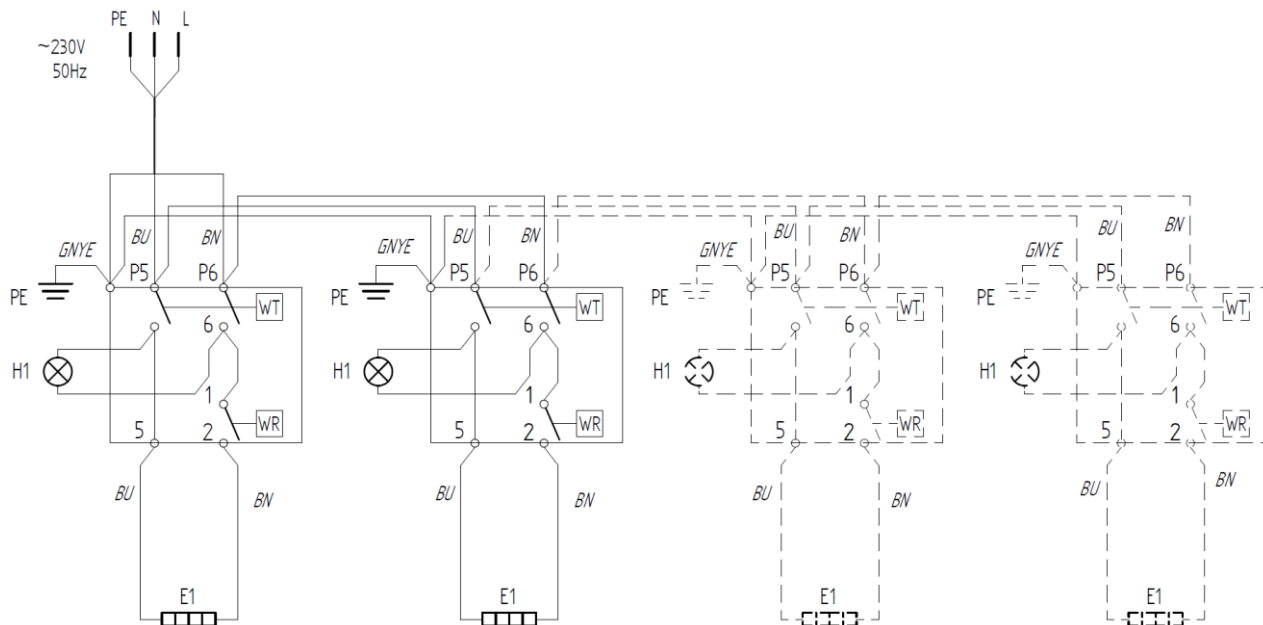 PE N L
~230V
50Hz
GNYE BU BN GNYE BU BN GNYE BU BN GNYE BU BN
PE P5 P6 PE P5 P6 PE P5 P6 PE P5 P6
WT WT WT WT
6 6 6 6
H1 H1 H1 H1
1 1 1 1
5 2 WR 5 2 WR 5 2 WR 5 2 WR
BU BN BU BN BU BN BU BN
E1 E1 E1 E1